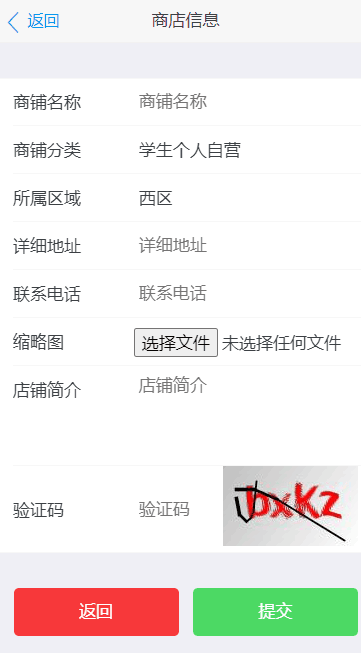 返回 商店信息
商铺名称 商铺名称
商铺分类 学生个人自营
所属区域 西区
详细地址 详细地址
联系电话 联系电话
缩略图 选择文件 未选择任何文件
店铺简介 店铺简介
验证码 验证码 bxKz
返回 提交